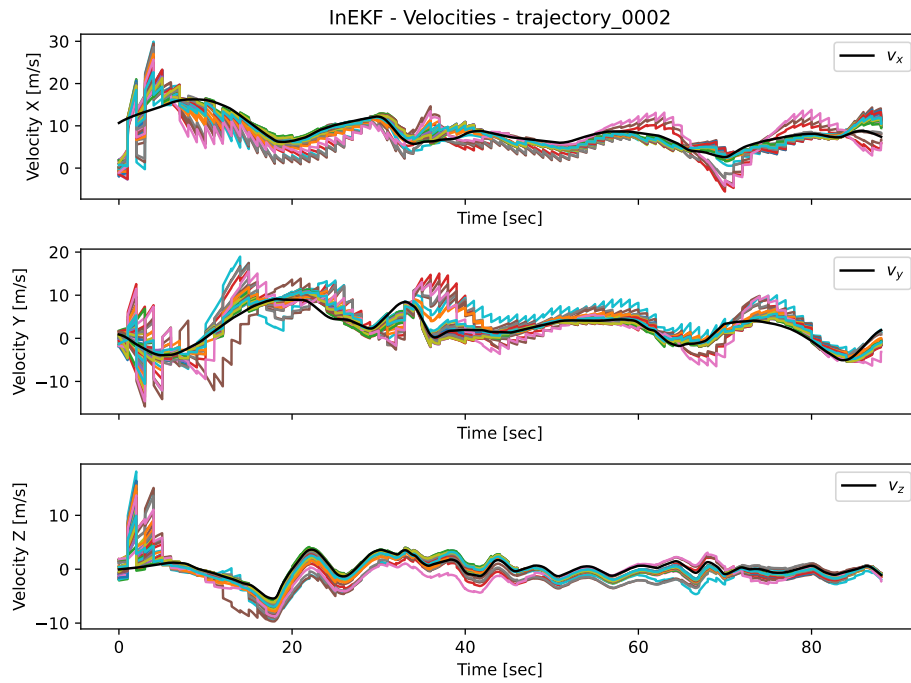 InEKF - Velocities - trajectory_0002
30
20
10
0
Velocity X [m/s]
v_x
Time [sec]
20
10
0
−10
Velocity Y [m/s]
v_y
Time [sec]
10
0
−10
Velocity Z [m/s]
v_z
0
20
40
60
80
Time [sec]